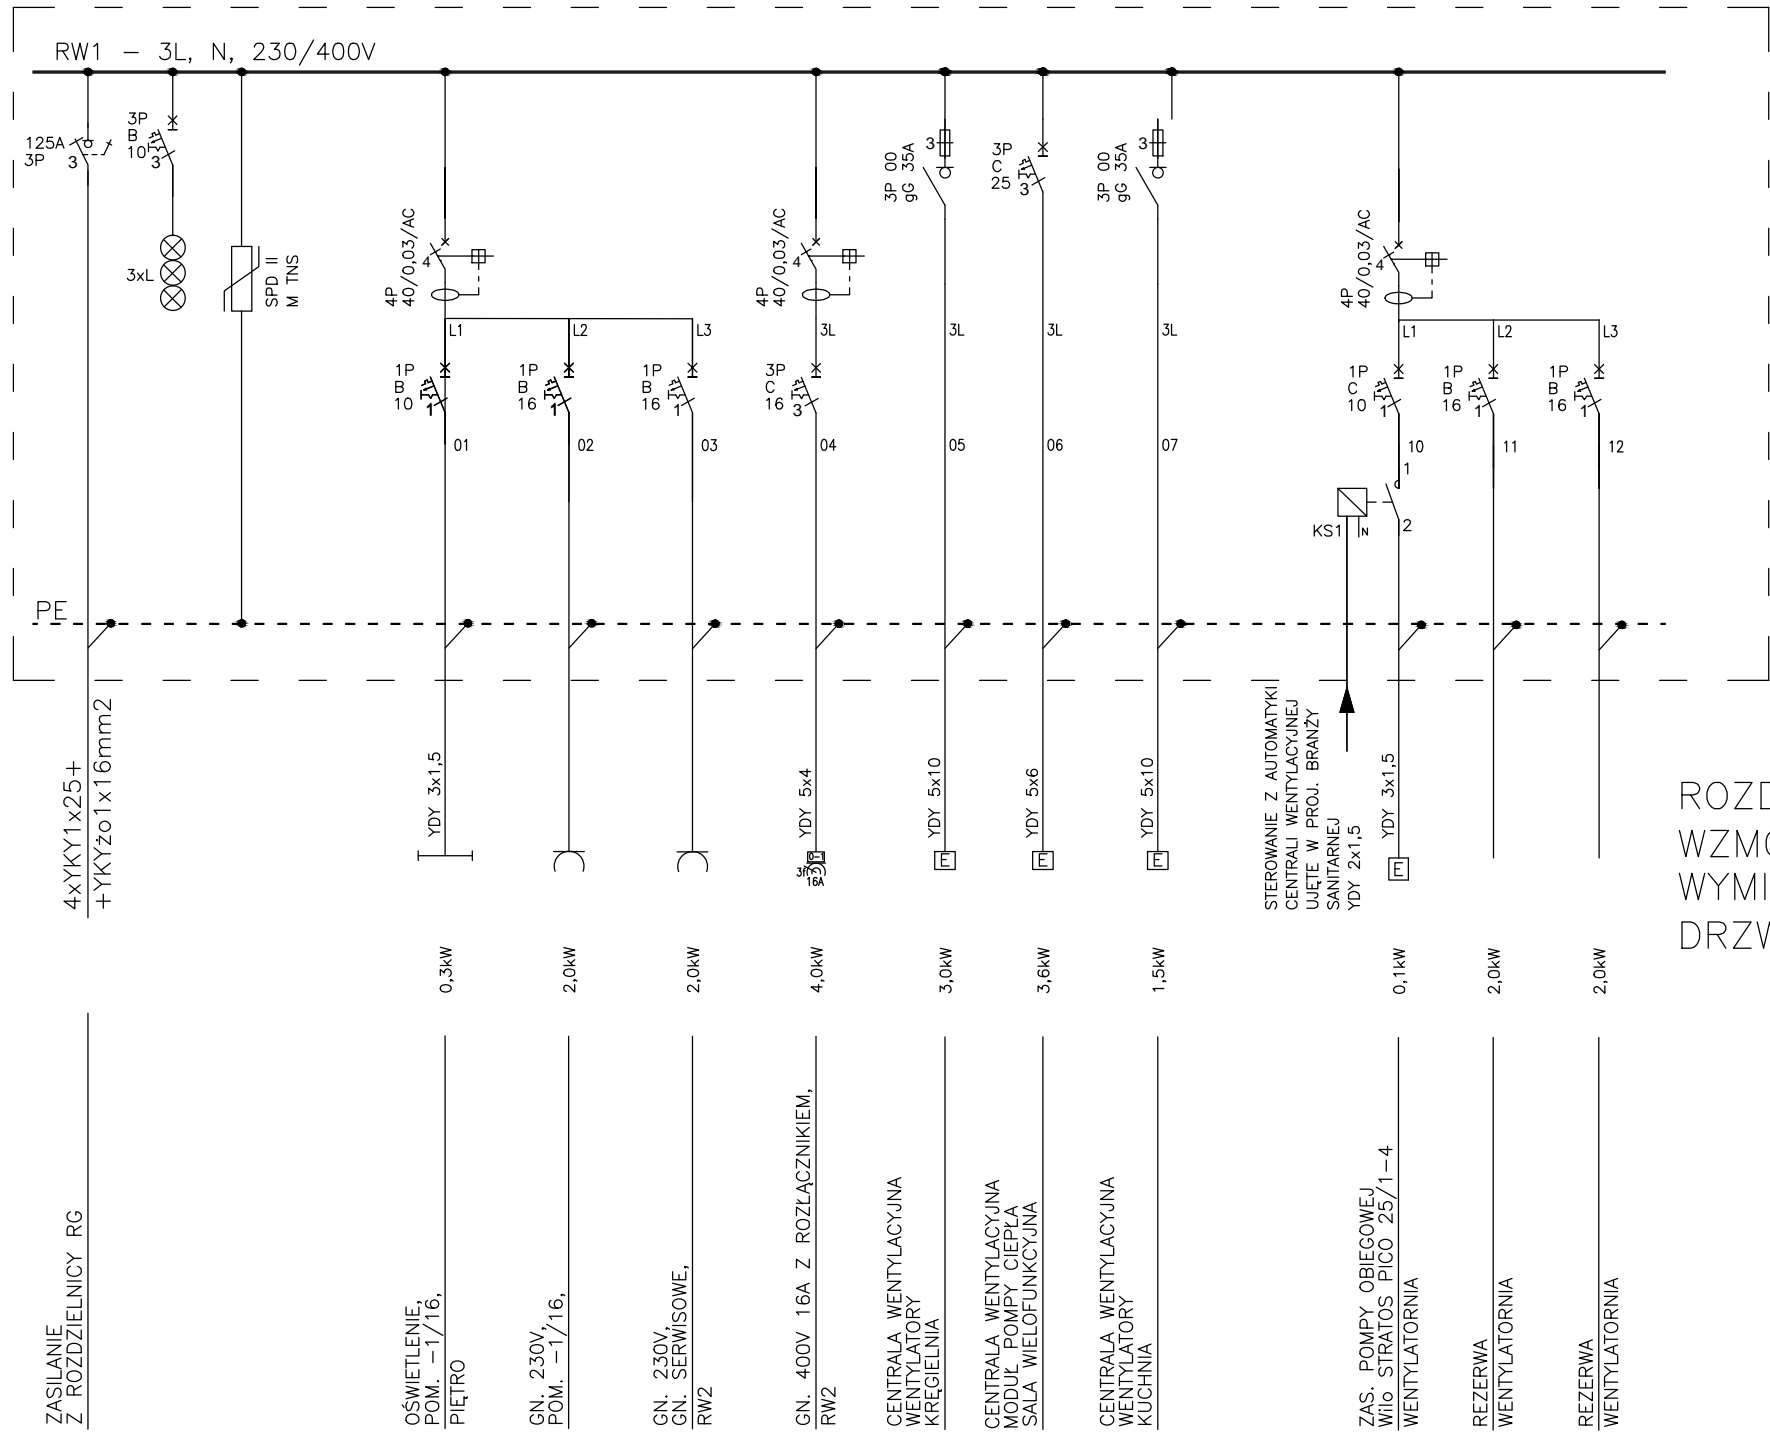 RW1 – 3L, N, 230/400V
125A
3P
3
3P
B
10
3
3xL
SPD II
M TNS
4P
40/0,03/AC
4
4P
40/0,03/AC
4
3P 00
gG 35A
3
3P
C
25
3
3P 00
gG 35A
3
4P
40/0,03/AC
4
L1
L2
L3
3L
3L
3L
3L
L1
L2
L3
1P
B
10
1
1P
B
16
1
1P
B
16
1
3P
C
16
3
1P
C
10
1
1P
B
16
1
1P
B
16
1
01
02
03
04
05
06
07
10
11
12
1
2
KS1
N
PE
4xYKY1x25+
+YKYżo1x16mm2
YDY 3x1,5
YDY 5x4
YDY 5x10
YDY 5x6
YDY 5x10
STEROWANIE Z AUTOMATYKI
CENTRALI WENTYLACYJNEJ
UJĘTE W PROJ. BRANŻY
SANITARNEJ
YDY 2x1,5
YDY 3x1,5
0-1
3f
16A
E
E
E
E
ROZD
WZMO
WYMI
DRZW
0,3kW
2,0kW
2,0kW
4,0kW
3,0kW
3,6kW
1,5kW
0,1kW
2,0kW
2,0kW
ZASILANIE
Z ROZDZIELNICY RG
OŚWIETLENIE,
POM. –1/16,
PIĘTRO
GN. 230V,
POM. –1/16,
GN. 230V,
GN. SERWISOWE,
RW2
GN. 400V 16A Z ROZŁĄCZNIKIEM,
RW2
CENTRALA WENTYLACYJNA
WENTYLATORY
KRĘGIELNIA
CENTRALA WENTYLACYJNA
MODUŁ POMPY CIEPŁA
SALA WIELOFUNKCYJNA
CENTRALA WENTYLACYJNA
WENTYLATORY
KUCHNIA
ZAS. POMPY OBIEGOWEJ
Wilo STRATOS PICO 25/1–4
WENTYLATORNIA
REZERWA
WENTYLATORNIA
REZERWA
WENTYLATORNIA